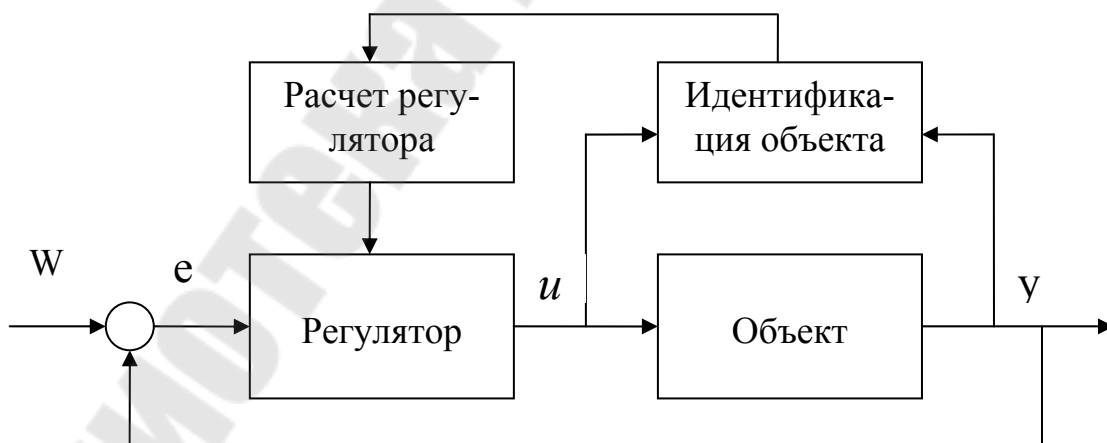 Расчет регу-
лятора
Идентифика-
ция объекта
W
e
Регулятор
u
Объект
y